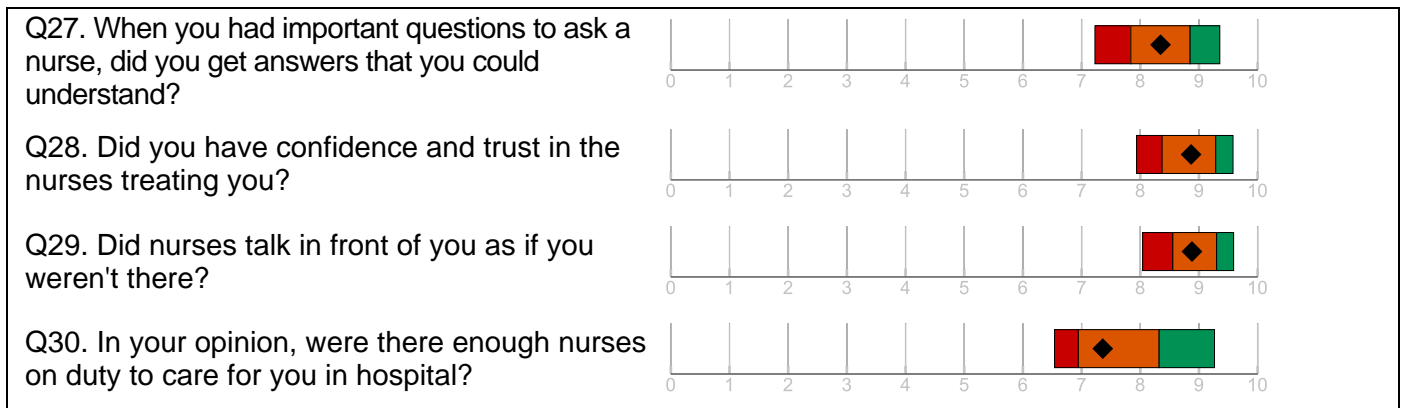 Q27. When you had important questions to ask a
nurse, did you get answers that you could
understand?
0 1 2 3 4 5 6 7 8 9 10
Q28. Did you have confidence and trust in the
nurses treating you?
0 1 2 3 4 5 6 7 8 9 10
Q29. Did nurses talk in front of you as if you
weren't there?
0 1 2 3 4 5 6 7 8 9 10
Q30. In your opinion, were there enough nurses
on duty to care for you in hospital?
0 1 2 3 4 5 6 7 8 9 10